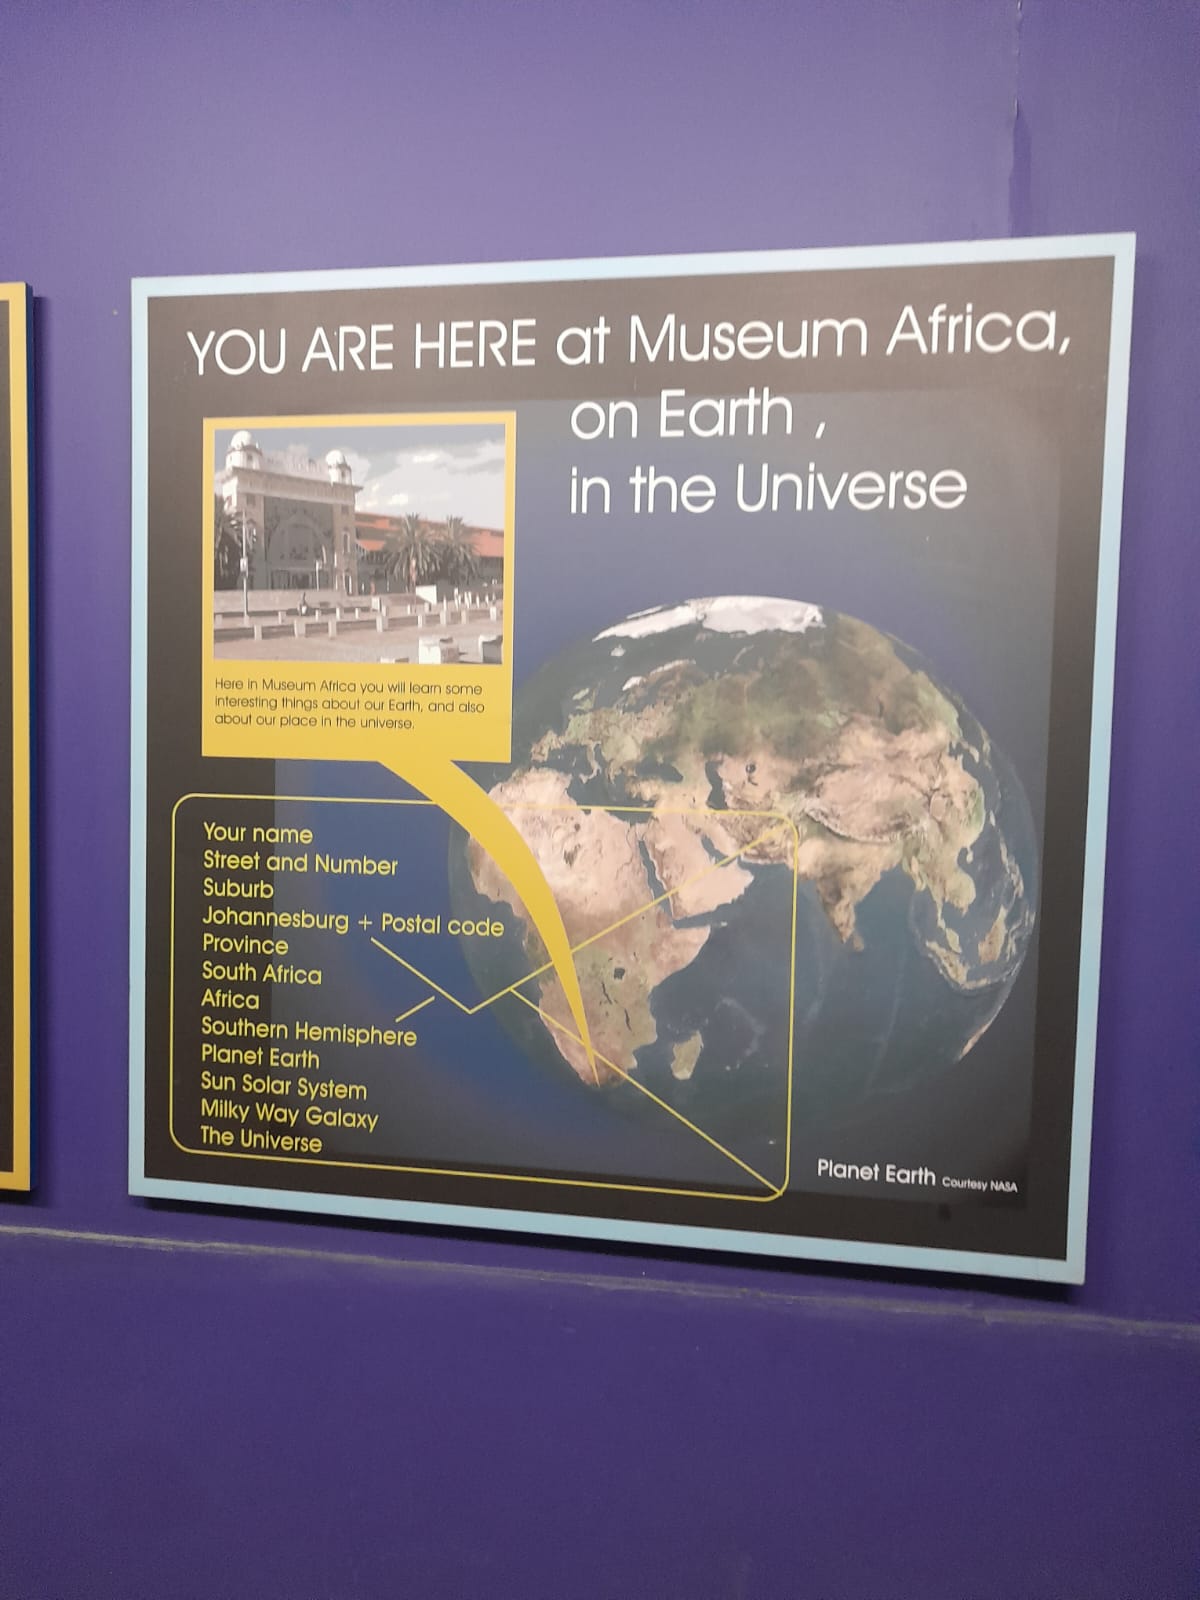 YOU ARE HERE at Museum Africa,
on Earth ,
in the Universe
Here in Museum Africa you will learn some
interesting things about our Earth, and also
about our place in the universe.
Your name
Street and Number
Suburb
Johannesburg + Postal code
Province
South Africa
Africa
Southern Hemisphere
Planet Earth
Sun Solar System
Milky Way Galaxy
The Universe
Planet Earth Courtesy NASA